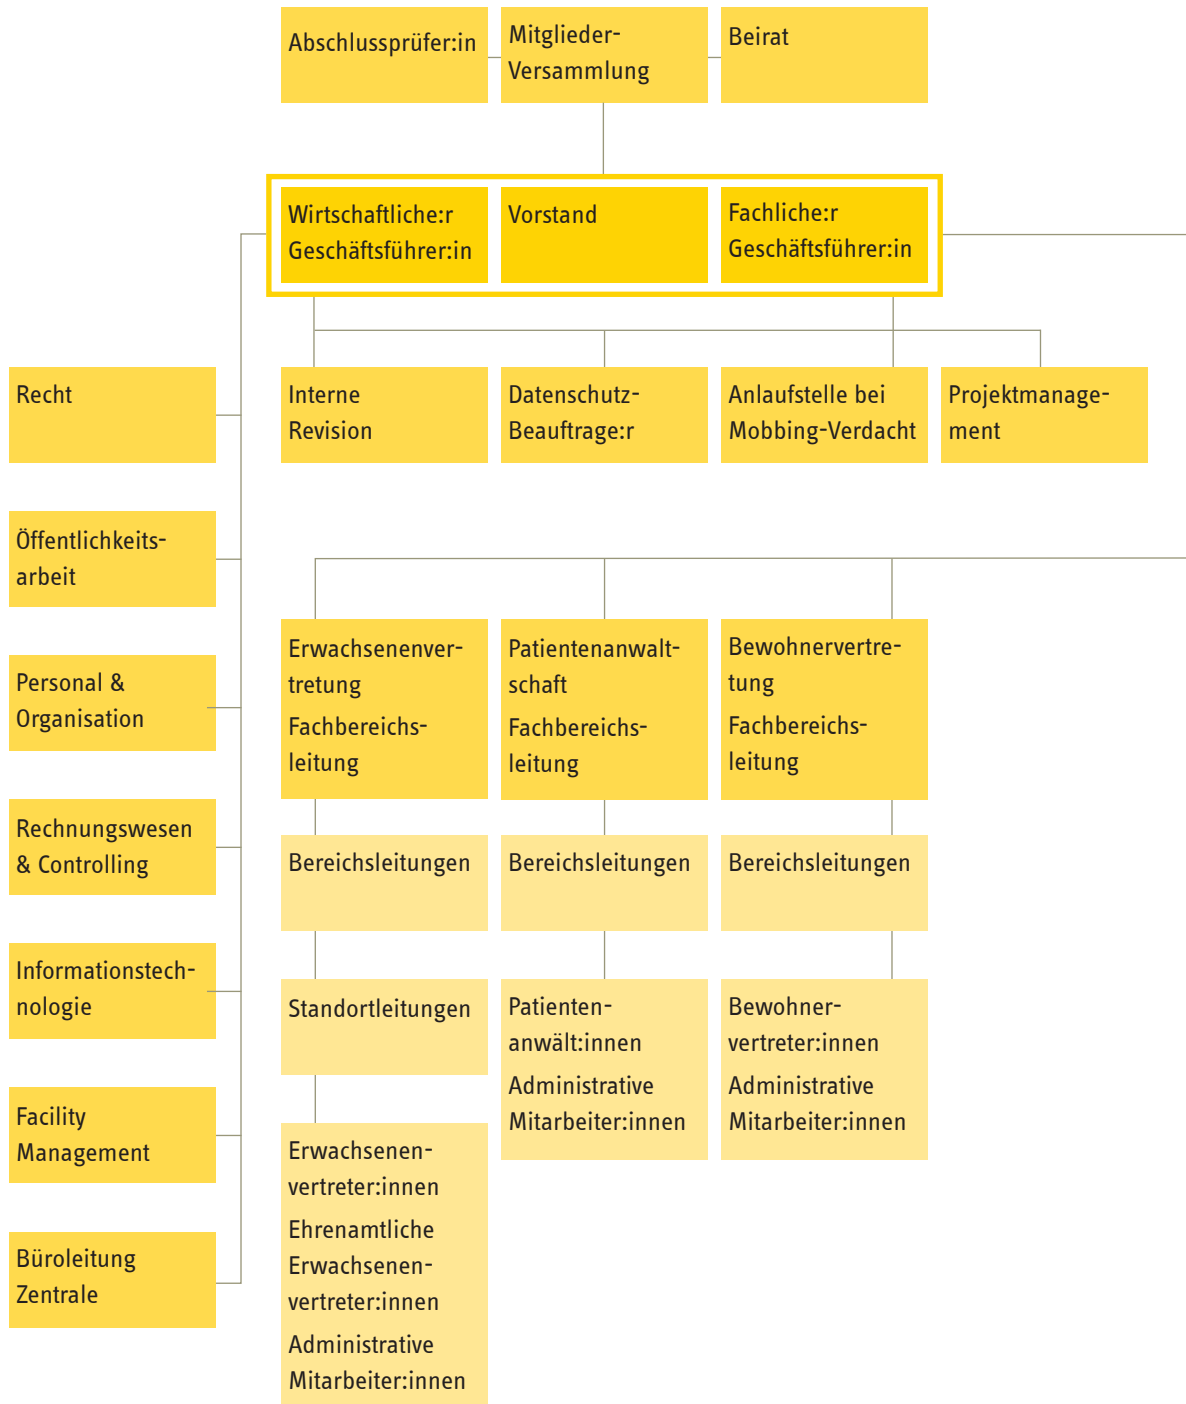 Abschlussprüfer:in
Mitglieder-
Versammlung
Beirat
Wirtschaftliche:r
Geschäftsführer:in
Vorstand
Fachliche:r
Geschäftsführer:in
Recht
Interne
Revision
Datenschutz-
Beauftrage:r
Anlaufstelle bei
Mobbing-Verdacht
Projektmanage-
ment
Öffentlichkeits-
arbeit
Personal &
Organisation
Rechnungswesen
& Controlling
Informationstech-
nologie
Facility
Management
Büroleitung
Zentrale
Erwachsenenver-
tretung
Fachbereichs-
leitung
Bereichsleitungen
Standortleitungen
Erwachsenen-
vertreter:innen
Ehrenamtliche
Erwachsenen-
vertreter:innen
Administrative
Mitarbeiter:innen
Patientenanwalt-
schaft
Fachbereichs-
leitung
Bereichsleitungen
Patienten-
anwält:innen
Administrative
Mitarbeiter:innen
Bewohnervertre-
tung
Fachbereichs-
leitung
Bereichsleitungen
Bewohner-
vertreter:innen
Administrative
Mitarbeiter:innen